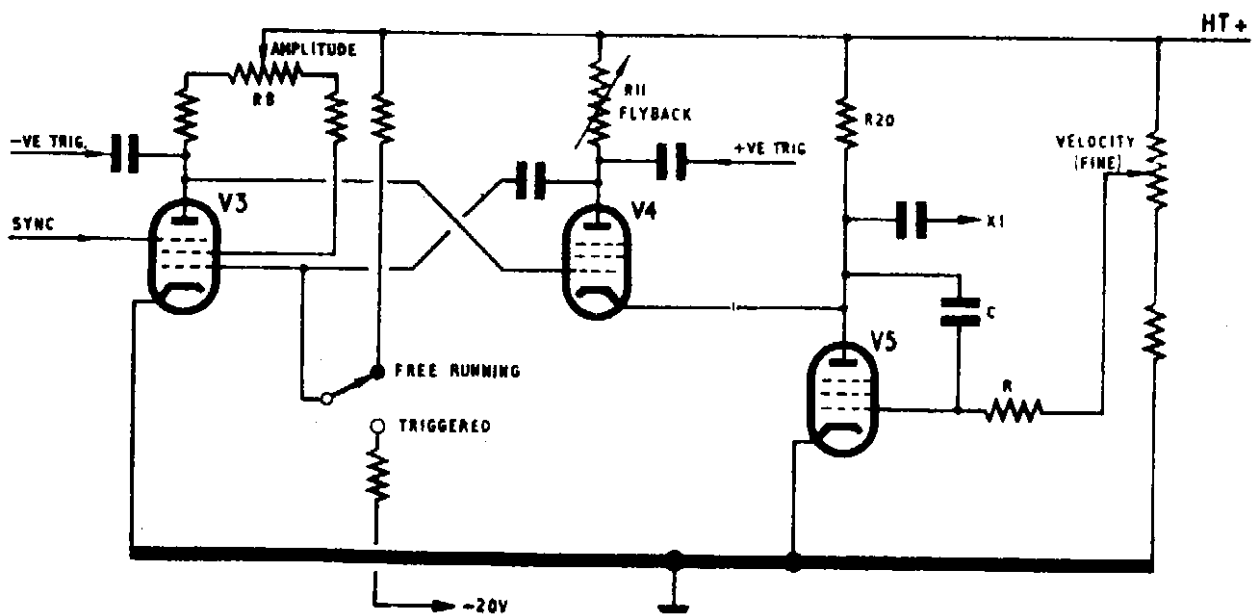 HT+
AMPLITUDE
R8
R11
FLYBACK
R20
-VE TRIG.
+VE TRIG
VELOCITY
(FINE)
V3
V4
SYNC
X1
C
V5
R
FREE RUNNING
TRIGGERED
-20V